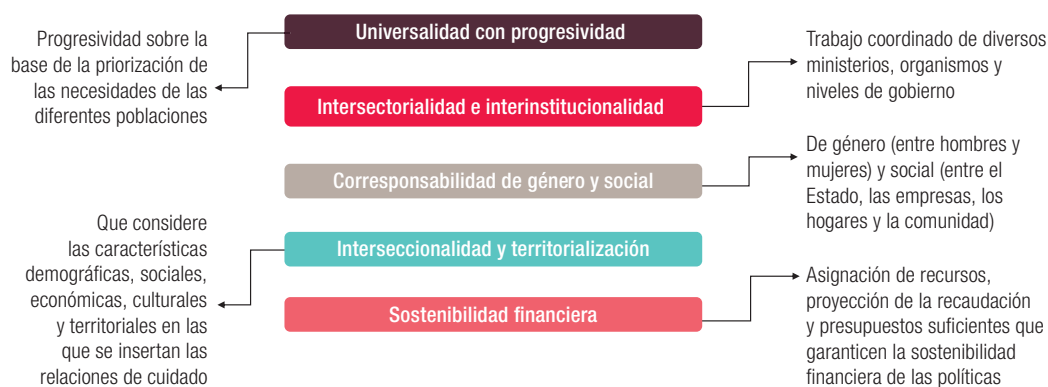 Universalidad con progresividad
Progresividad sobre la
base de la priorización de
las necesidades de las
diferentes poblaciones
Intersectorialidad e interinstitucionalidad
Trabajo coordinado de diversos
ministerios, organismos y
niveles de gobierno
Corresponsabilidad de género y social
De género (entre hombres y
mujeres) y social (entre el
Estado, las empresas, los
hogares y la comunidad)
Interseccionalidad y territorialización
Que considere
las características
demográficas, sociales,
económicas, culturales
y territoriales en las
que se insertan las
relaciones de cuidado
Sostenibilidad financiera
Asignación de recursos,
proyección de la recaudación
y presupuestos suficientes que
garanticen la sostenibilidad
financiera de las políticas